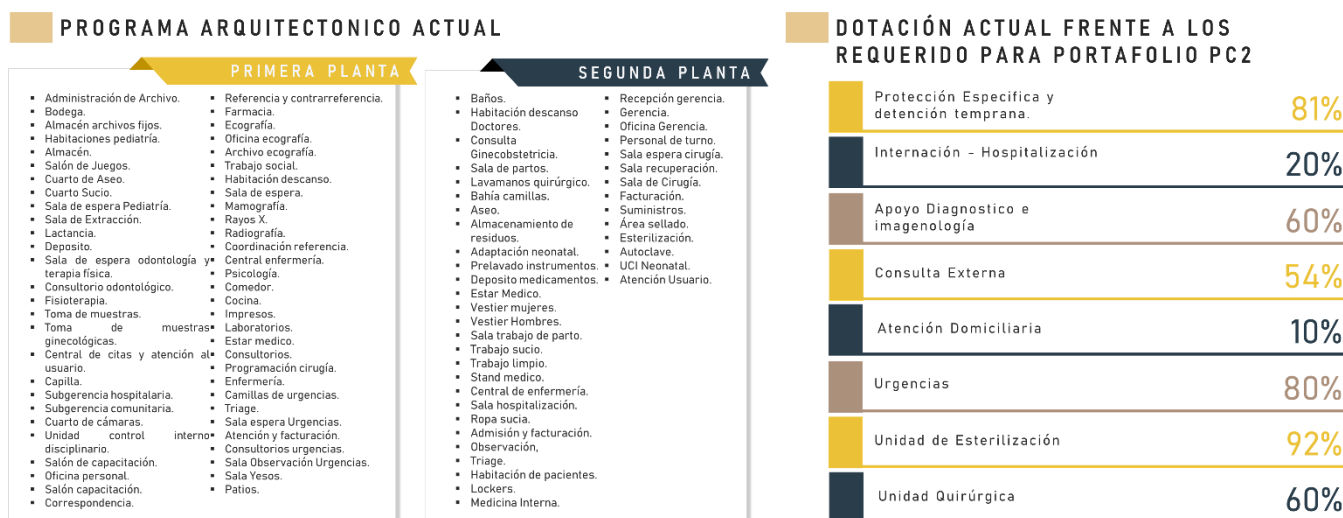 PROGRAMA ARQUITECTONICO ACTUAL
PRIMERA PLANTA
▪ Administración de Archivo.
▪ Bodega.
▪ Almacén archivos fijos.
▪ Habitaciones pediatría.
▪ Almacén.
▪ Salón de Juegos.
▪ Cuarto de Aseo.
▪ Cuarto Sucio.
▪ Sala de espera Pediatría.
▪ Sala de Extracción.
▪ Lactancia.
▪ Deposito.
▪ Sala de espera odontología y
terapia física.
▪ Consultorio odontológico.
▪ Fisioterapia.
▪ Toma de muestras.
▪ Toma de muestras
ginecológicas.
▪ Central de citas y atención al
usuario.
▪ Capilla.
▪ Subgerencia hospitalaria.
▪ Subgerencia comunitaria.
▪ Cuarto de cámaras.
▪ Unidad control interno
disciplinario.
▪ Salón de capacitación.
▪ Oficina personal.
▪ Salón capacitación.
▪ Correspondencia.
▪ Referencia y contrarreferencia.
▪ Farmacia.
▪ Ecografía.
▪ Oficina ecografía.
▪ Archivo ecografía.
▪ Trabajo social.
▪ Habitación descanso.
▪ Sala de espera.
▪ Mamografía.
▪ Rayos X.
▪ Radiografía.
▪ Coordinación referencia.
▪ Central enfermería.
▪ Psicología.
▪ Comedor.
▪ Cocina.
▪ Impresos.
▪ Laboratorios.
▪ Estar medico.
▪ Consultorios.
▪ Programación cirugía.
▪ Enfermería.
▪ Camillas de urgencias.
▪ Triage.
▪ Sala espera Urgencias.
▪ Atención y facturación.
▪ Consultorios urgencias.
▪ Sala Observación Urgencias.
▪ Sala Yesos.
▪ Patios.
SEGUNDA PLANTA
▪ Baños.
▪ Habitación descanso
Doctores.
▪ Consulta
Ginecobstetricia.
▪ Sala de partos.
▪ Lavamanos quirúrgico.
▪ Bahía camillas.
▪ Aseo.
▪ Almacenamiento de
residuos.
▪ Adaptación neonatal.
▪ Prelavado instrumentos.
▪ Deposito medicamentos.
▪ Estar Medico.
▪ Vestier mujeres.
▪ Vestier Hombres.
▪ Sala trabajo de parto.
▪ Trabajo sucio.
▪ Trabajo limpio.
▪ Stand medico.
▪ Central de enfermería.
▪ Sala hospitalización.
▪ Ropa sucia.
▪ Admisión y facturación.
▪ Observación,
▪ Triage.
▪ Habitación de pacientes.
▪ Lockers.
▪ Medicina Interna.
▪ Recepción gerencia.
▪ Gerencia.
▪ Oficina Gerencia.
▪ Personal de turno.
▪ Sala espera cirugía.
▪ Sala recuperación.
▪ Sala de Cirugía.
▪ Facturación.
▪ Suministros.
▪ Área sellado.
▪ Esterilización.
▪ Autoclave.
▪ UCI Neonatal.
▪ Atención Usuario.
DOTACIÓN ACTUAL FRENTE A LOS
REQUERIDO PARA PORTAFOLIO PC2
Protección Especifica y
detención temprana.
81%
Internación - Hospitalización
20%
Apoyo Diagnostico e
imagenología
60%
Consulta Externa
54%
Atención Domiciliaria
10%
Urgencias
80%
Unidad de Esterilización
92%
Unidad Quirúrgica
60%